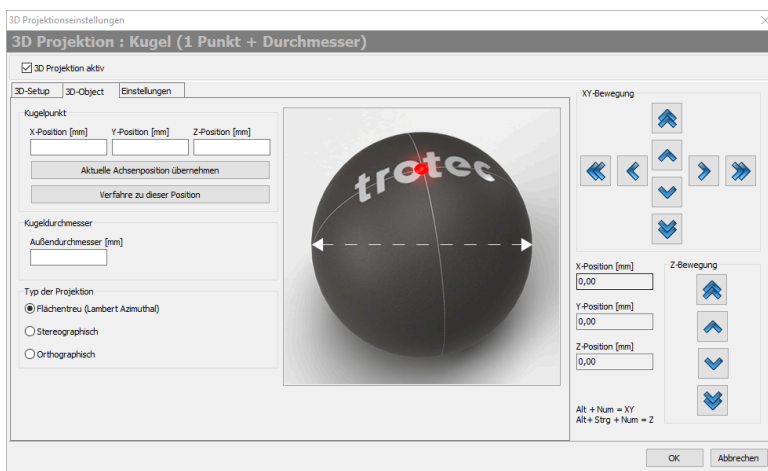 3D Projektionseinstellungen
3D Projektion : Kugel (1 Punkt + Durchmesser)
3D Projektion aktiv
3D-Setup 3D-Object Einstellungen
Kugelpunkt
X-Position [mm] Y-Position [mm] Z-Position [mm]
Aktuelle Achsenposition übernehmen
Verfahre zu dieser Position
Kugeldurchmesser
Außendurchmesser [mm]
Typ der Projektion
Flächentreu (Lambert Azimuthal)
Stereographisch
Orthographisch
trotec
XY-Bewegung
X-Position [mm]
0,00
Y-Position [mm]
0,00
Z-Position [mm]
0,00
Z-Bewegung
Alt + Num = XY
Alt+ Strg + Num = Z
OK Abbrechen